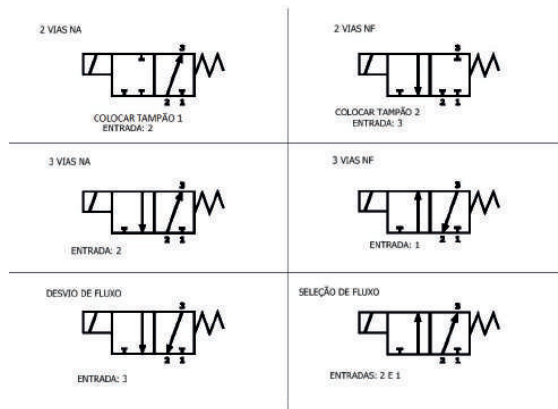 2 VIAS NA
3
2 1
COLOCAR TAMPÃO 1
ENTRADA: 2
2 VIAS NF
3
2 1
COLOCAR TAMPÃO 2
ENTRADA: 3
3 VIAS NA
3
2 1
ENTRADA: 2
3 VIAS NF
3
2 1
ENTRADA: 1
DESVIO DE FLUXO
3
2 1
ENTRADA: 3
SELEÇÃO DE FLUXO
3
2 1
ENTRADAS: 2 E 1